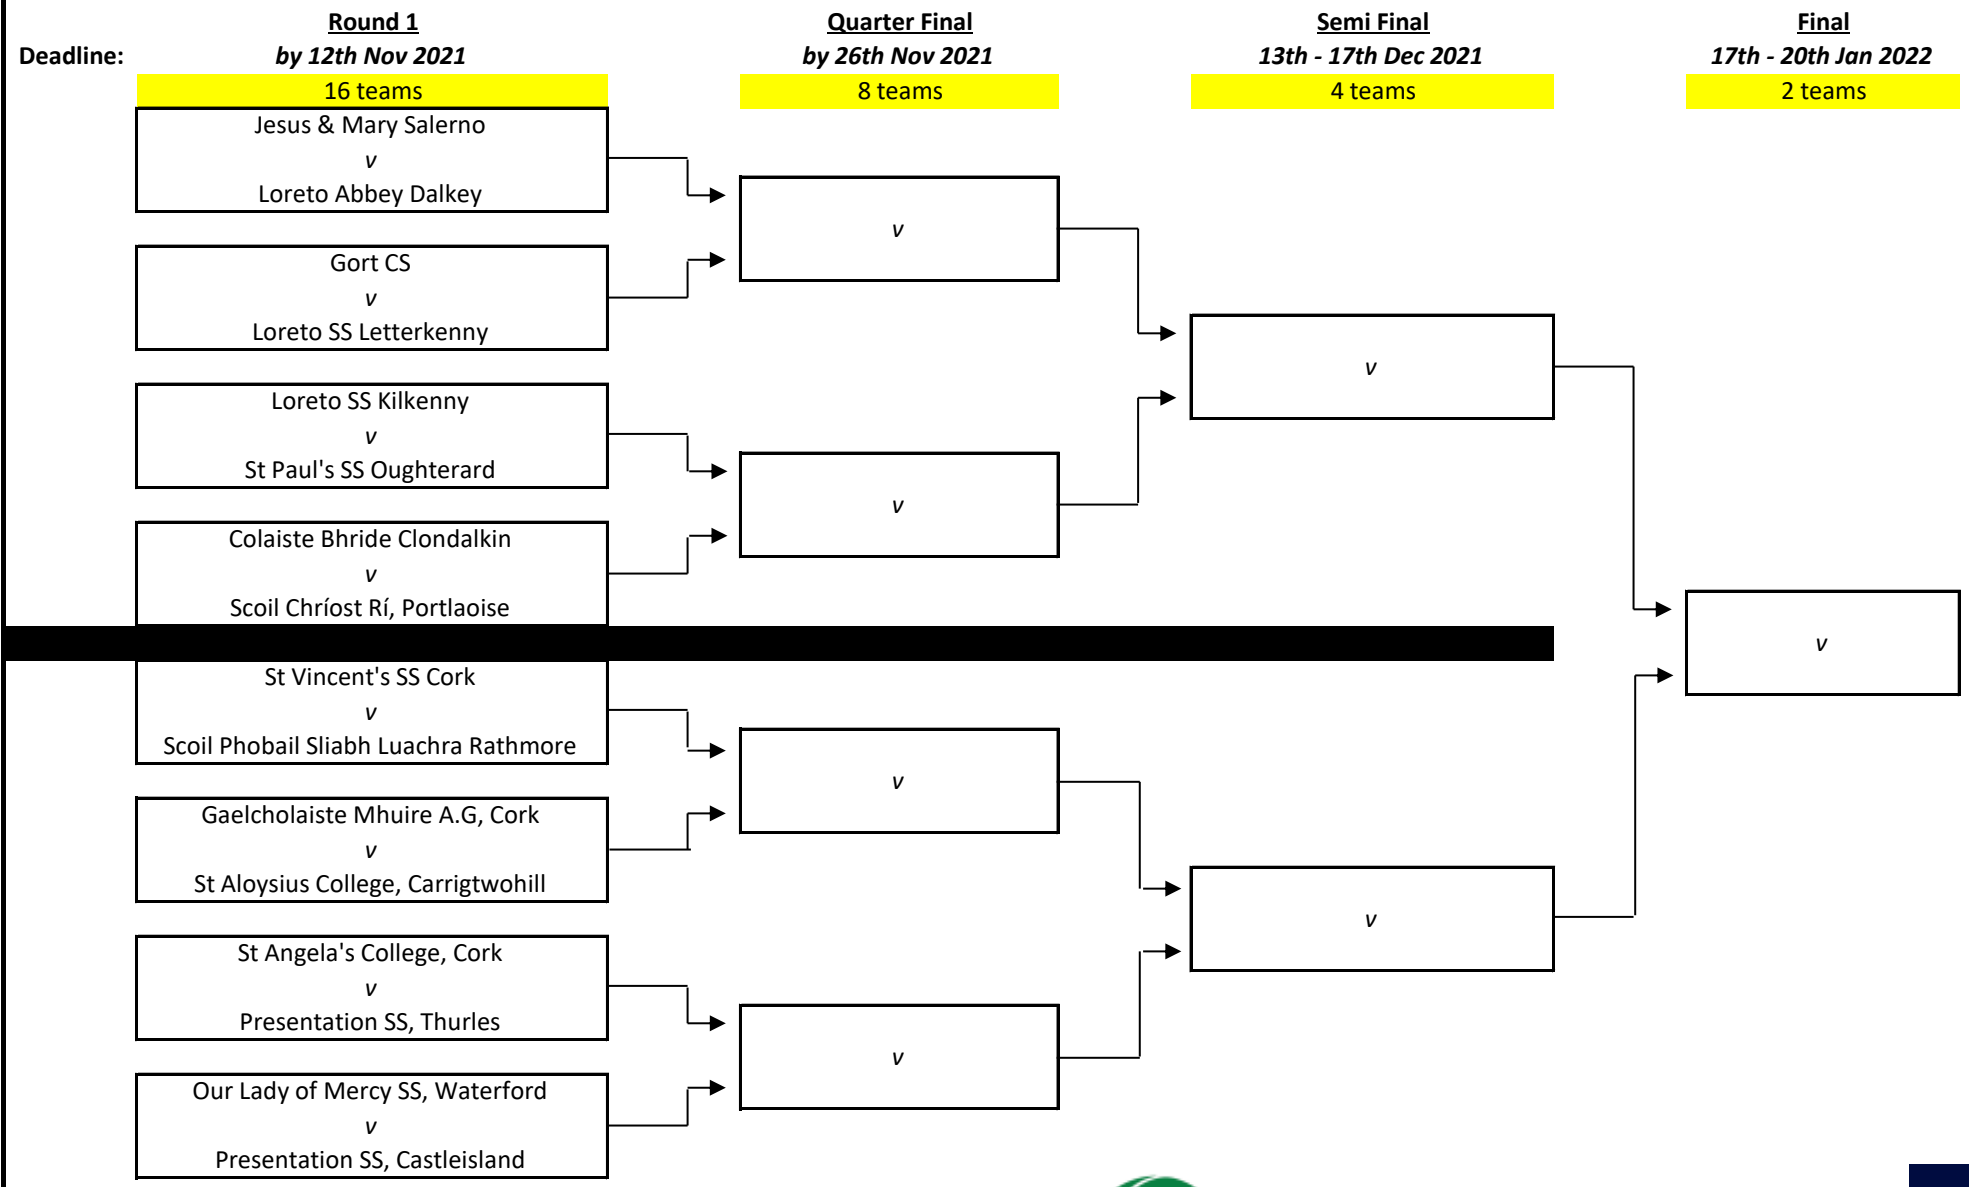 Round 1
Quarter Final
Semi Final
Final
Deadline:
by 12th Nov 2021
by 26th Nov 2021
13th - 17th Dec 2021
17th - 20th Jan 2022
16 teams
8 teams
4 teams
2 teams
Jesus & Mary Salerno
v
Loreto Abbey Dalkey
v
Gort CS
v
Loreto SS Letterkenny
v
Loreto SS Kilkenny
v
St Paul's SS Oughterard
v
Colaiste Bhride Clondalkin
v
Scoil Chríost Rí, Portlaoise
v
St Vincent's SS Cork
v
Scoil Phobail Sliabh Luachra Rathmore
v
Gaelcholaiste Mhuire A.G, Cork
v
St Aloysius College, Carrigtwohill
v
St Angela's College, Cork
v
Presentation SS, Thurles
v
Our Lady of Mercy SS, Waterford
v
Presentation SS, Castleisland